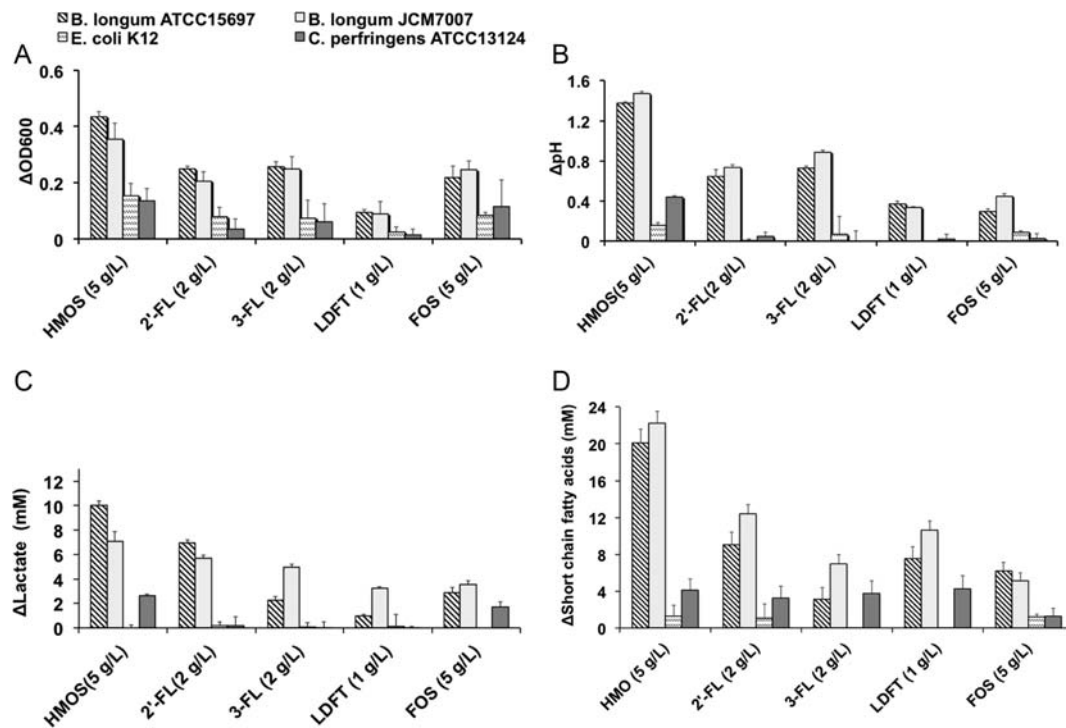 B. longum ATCC15697 B. longum JCM7007
E. coli K12 C. perfringens ATCC13124
A
ΔOD600
0.6
0.4
0.2
0
HMOS (5 g/L) 2'-FL (2 g/L) 3-FL (2 g/L) LDFT (1 g/L) FOS (5 g/L)
B
ΔpH
1.6
1.2
0.8
0.4
0
HMOS(5 g/L) 2'-FL (2 g/L) 3-FL (2 g/L) LDFT (1 g/L) FOS (5 g/L)
C
ΔLactate (mM)
12
10
8
6
4
2
0
HMOS(5 g/L) 2'-FL (2 g/L) 3-FL (2 g/L) LDFT (1 g/L) FOS (5 g/L)
D
ΔShort chain fatty acids (mM)
24
20
16
12
8
4
0
HMO (5 g/L) 2'-FL (2 g/L) 3-FL (2 g/L) LDFT (1 g/L) FOS (5 g/L)